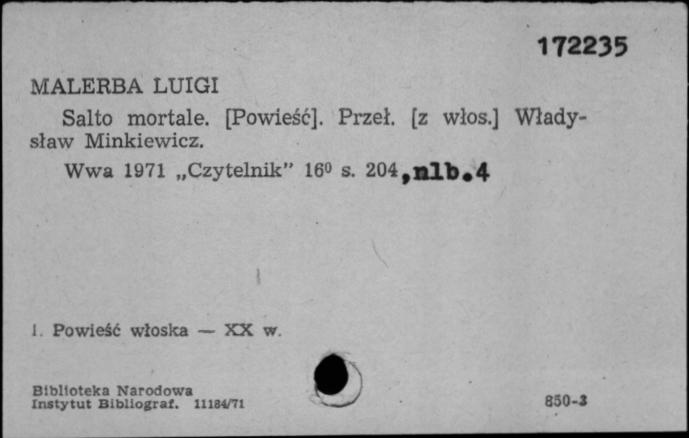 172235
MALERBA LUIGI
Salto mortale. [Powieść]. Przeł. [z włos.] Włady-
sław Minkiewicz.
Wwa 1971 „Czytelnik” 16⁰ s. 204, nlb. 4
1. Powieść włoska — XX w.
Biblioteka Narodowa
Instytut Bibliograf. 11184/71
850-3